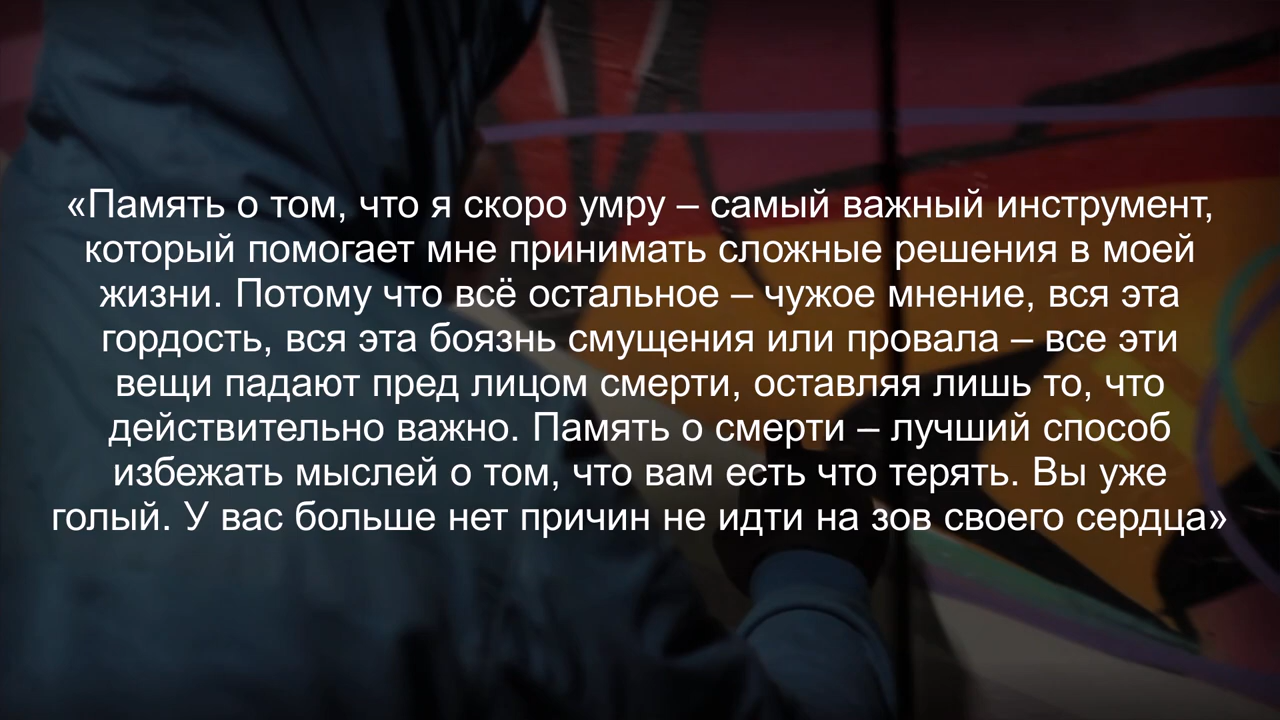 «Память о том, что я скоро умру – самый важный инструмент,
который помогает мне принимать сложные решения в моей
жизни. Потому что всё остальное – чужое мнение, вся эта
гордость, вся эта боязнь смущения или провала – все эти
вещи падают пред лицом смерти, оставляя лишь то, что
действительно важно. Память о смерти – лучший способ
избежать мыслей о том, что вам есть что терять. Вы уже
голый. У вас больше нет причин не идти на зов своего сердца»